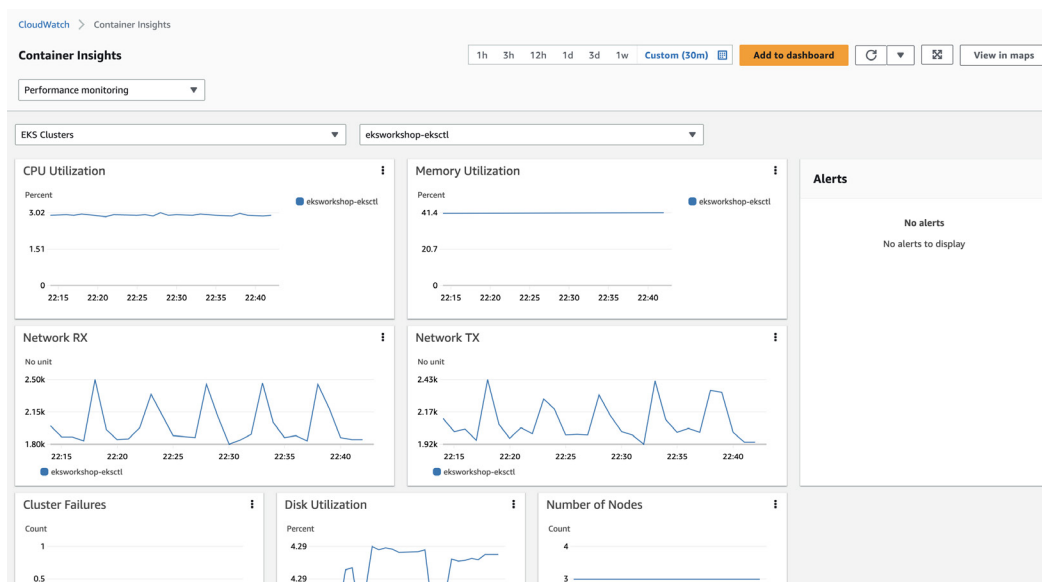 CloudWatch > Container Insights
Container Insights
1h 3h 12h 1d 3d 1w Custom (30m) Add to dashboard View in maps
Performance monitoring
EKS Clusters eksworkshop-eksctl
CPU Utilization
Percent
eksworkshop-eksctl
3.02
1.51
0
22:15 22:20 22:25 22:30 22:35 22:40
Memory Utilization
Percent
eksworkshop-eksctl
41.4
20.7
0
22:15 22:20 22:25 22:30 22:35 22:40
Alerts
No alerts
No alerts to display
Network RX
No unit
2.50k
2.15k
1.80k
22:15 22:20 22:25 22:30 22:35 22:40
eksworkshop-eksctl
Network TX
No unit
2.43k
2.17k
1.92k
22:15 22:20 22:25 22:30 22:35 22:40
eksworkshop-eksctl
Cluster Failures
Count
1
0.5
Disk Utilization
Percent
4.29
4.29
Number of Nodes
Count
4
3